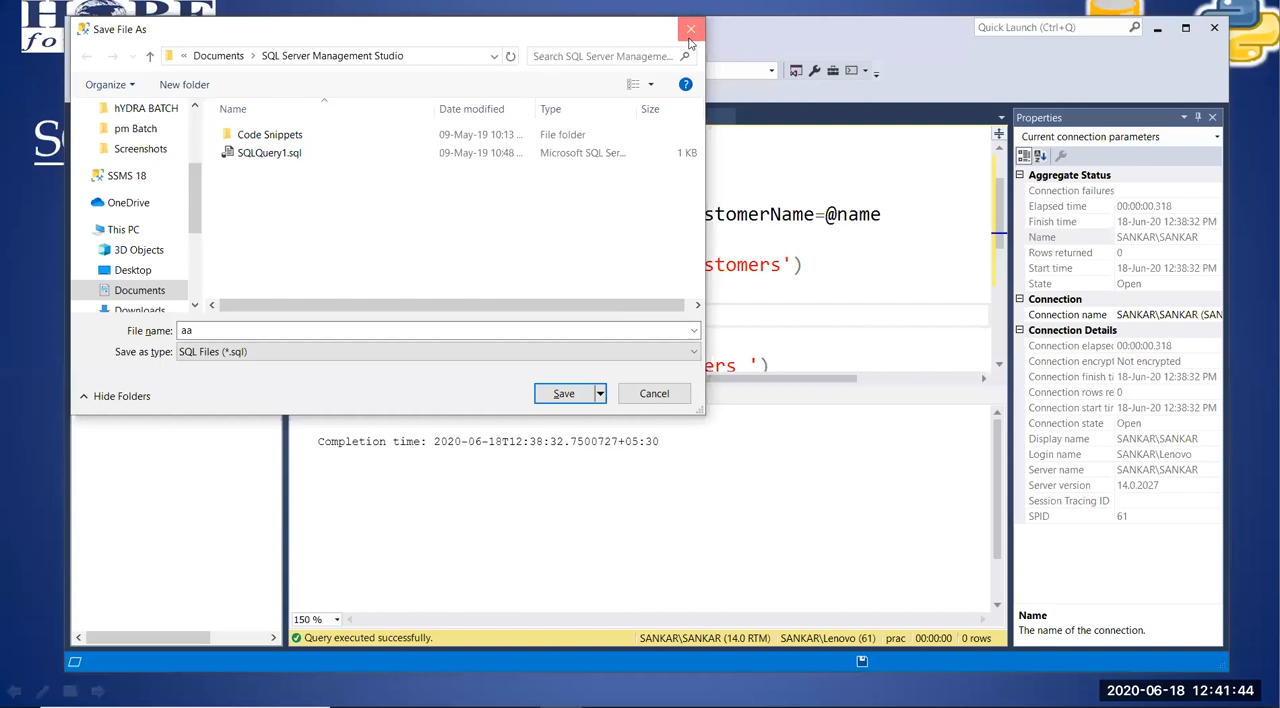 HOPE
fo
SQ
Save File As
Quick Launch (Ctrl+Q)
« Documents > SQL Server Management Studio
Search SQL Server Manageme...
Organize
New folder
hYDRA BATCH
pm Batch
Screenshots
SSMS 18
OneDrive
This PC
3D Objects
Desktop
Documents
Downloads
Name Date modified Type Size
Code Snippets 09-May-19 10:13 ... File folder
SQLQuery1.sql 09-May-19 10:48 ... Microsoft SQL Ser... 1 KB
File name: aa
Save as type: SQL Files (*.sql)
Hide Folders
Save
Cancel
stomerName=@name
stomers')
ers ')
Completion time: 2020-06-18T12:38:32.7500727+05:30
150 %
Query executed successfully.
SANKAR\SANKAR (14.0 RTM) SANKAR\Lenovo (61) prac 00:00:00 0 rows
Properties
Current connection parameters
Aggregate Status
Connection failures
Elapsed time 00:00:00.318
Finish time 18-Jun-20 12:38:32 PM
Name SANKAR\SANKAR
Rows returned 0
Start time 18-Jun-20 12:38:32 PM
State Open
Connection
Connection name SANKAR\SANKAR (SAN
Connection Details
Connection elapse 00:00:00.318
Connection encryp Not encrypted
Connection finish ti 18-Jun-20 12:38:32 PM
Connection rows re 0
Connection start tir 18-Jun-20 12:38:32 PM
Connection state Open
Display name SANKAR\SANKAR
Login name SANKAR\Lenovo
Server name SANKAR\SANKAR
Server version 14.0.2027
Session Tracing ID
SPID 61
Name
The name of the connection.
2020-06-18 12:41:44